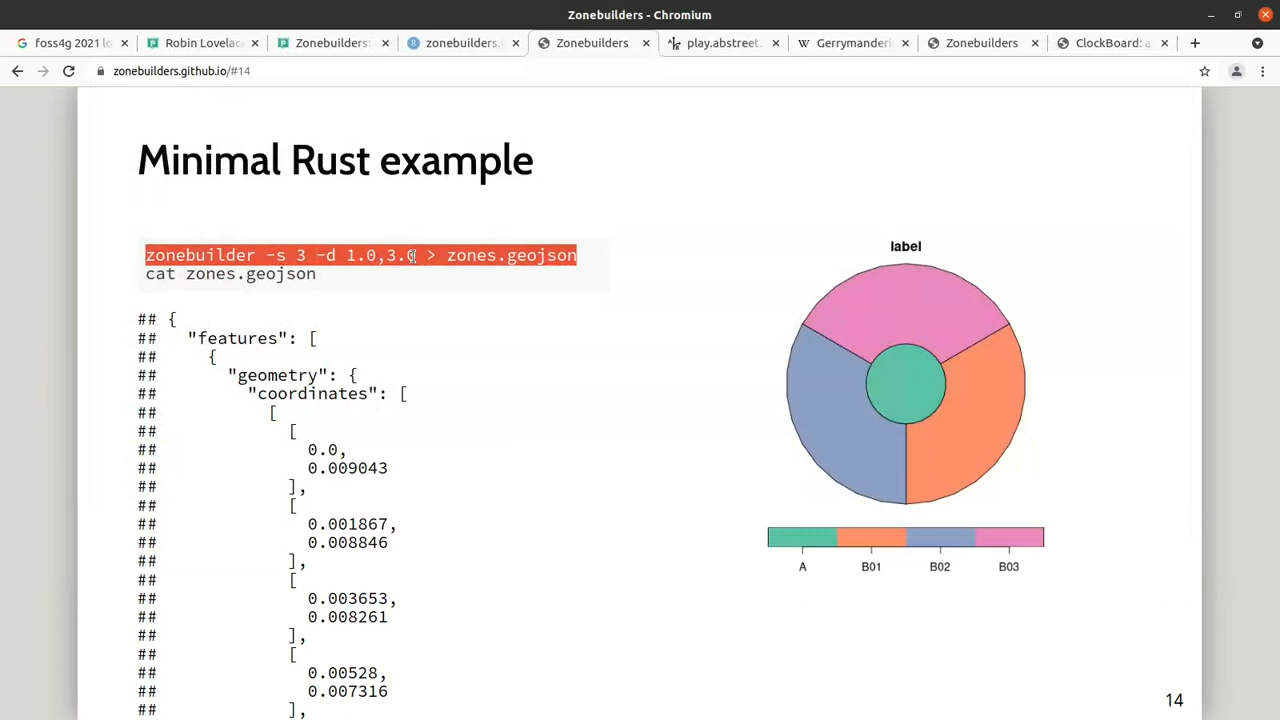 Zonebuilders - Chromium
foss4g 2021 l
Robin Lovelac
Zonebuilders:
zonebuilders.
Zonebuilders
play.abstreet.
Gerrymanderi
Zonebuilders
ClockBoard: a
zonebuilders.github.io/#14
Minimal Rust example
zonebuilder -s 3 -d 1.0,3.0 > zones.geojson
cat zones.geojson
## {
##   "features": [
##     {
##       "geometry": {
##         "coordinates": [
##           [
##             [
##               0.0,
##               0.009043
##             ],
##             [
##               0.001867,
##               0.008846
##             ],
##             [
##               0.003653,
##               0.008261
##             ],
##             [
##               0.00528,
##               0.007316
##             ],
label
A B01 B02 B03
14